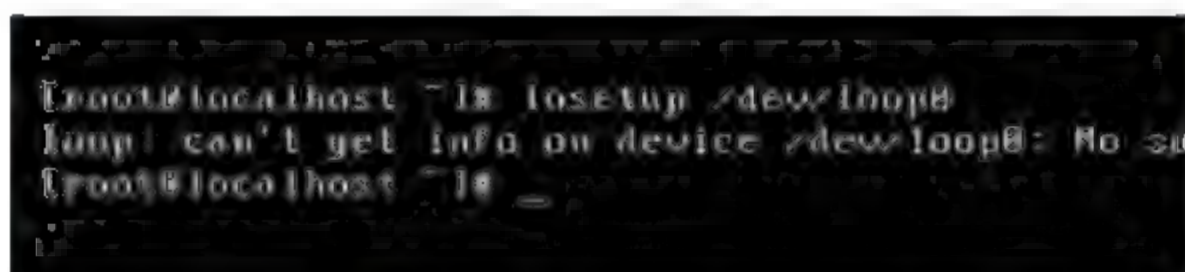 [root@localhost ~]# losetup /dev/loop0
loop: can't get info on device /dev/loop0: No
[root@localhost ~]# _